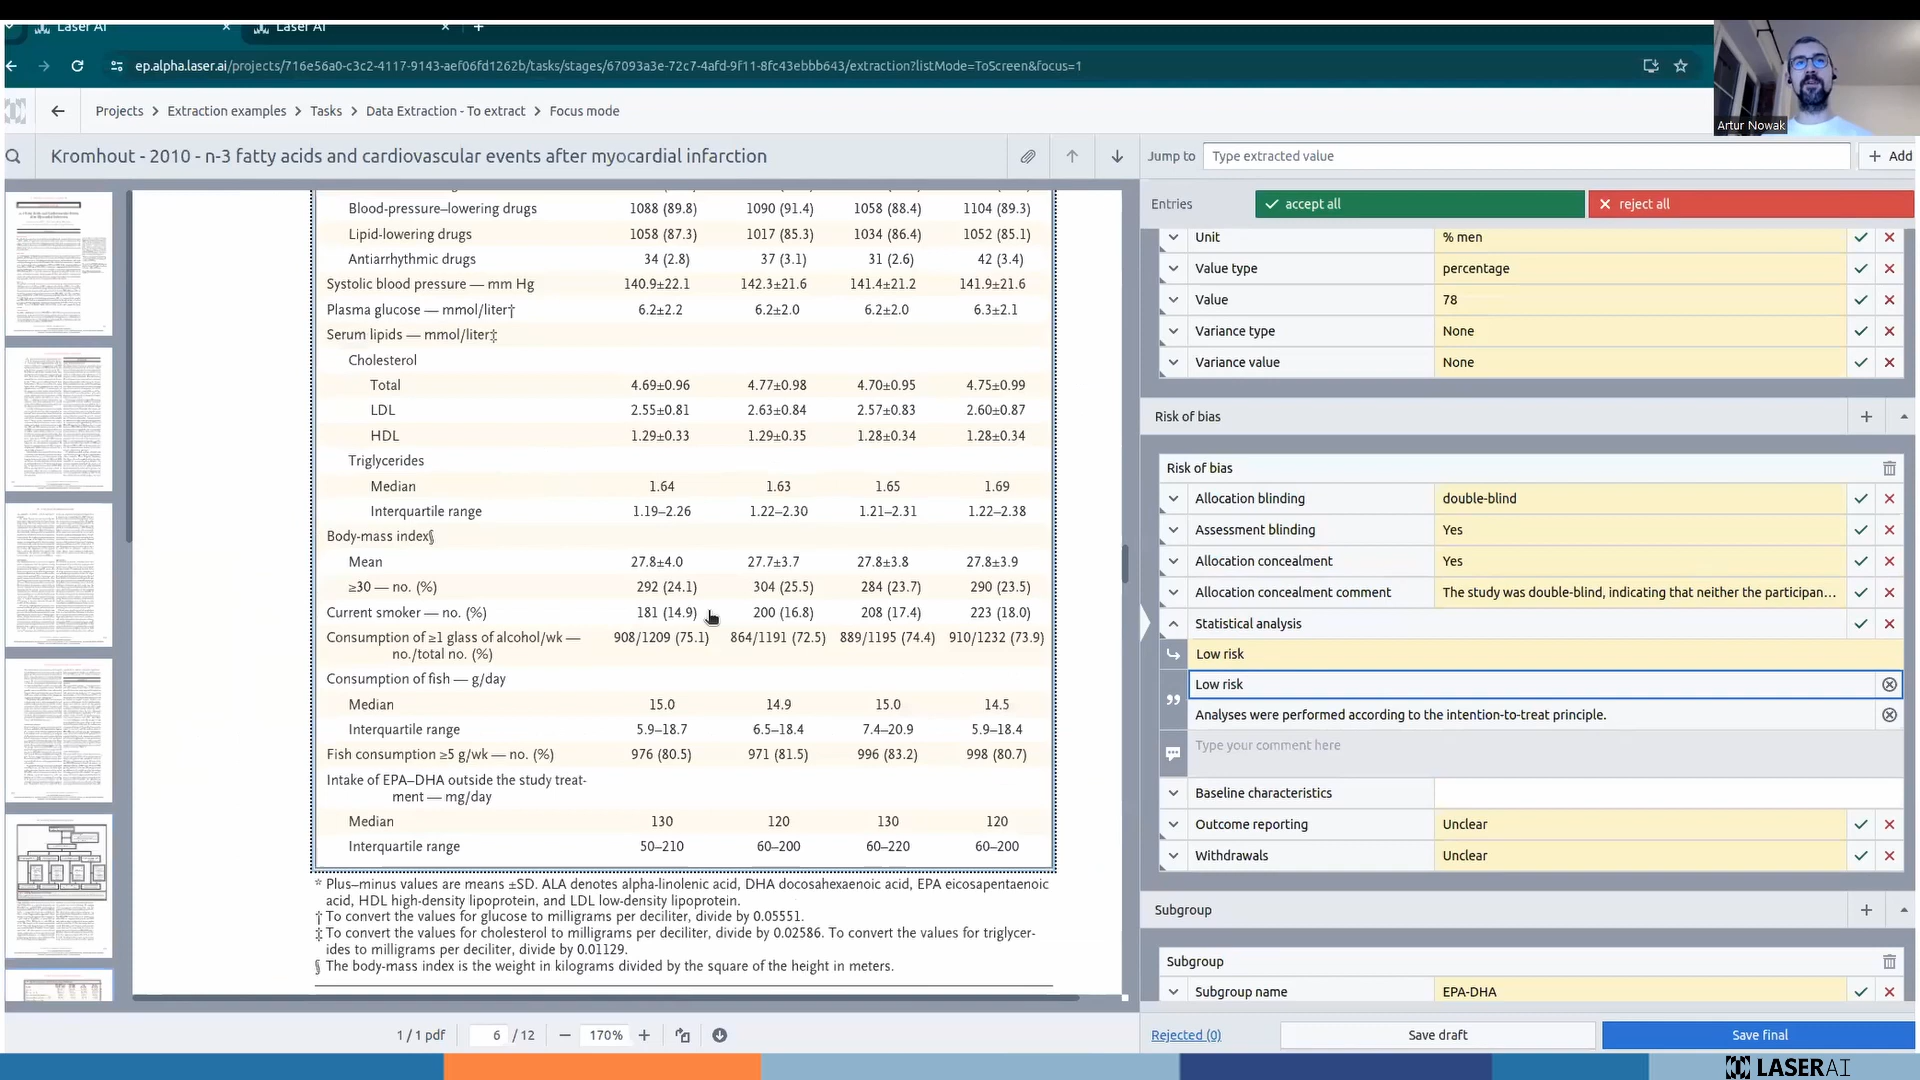 Laser AI
Laser AI
ep.alpha.laser.ai/projects/716e56a0-c3c2-4117-9143-aef06fd1262b/tasks/stages/67093a3e-72c7-4afd-9f11-8fc43ebbb643/extraction?listMode=ToScreen&focus=1
Artur Nowak
Projects > Extraction examples > Tasks > Data Extraction - To extract > Focus mode
Kromhout - 2010 - n-3 fatty acids and cardiovascular events after myocardial infarction
Blood-pressure–lowering drugs 1088 (89.8) 1090 (91.4) 1058 (88.4) 1104 (89.3)
Lipid-lowering drugs 1058 (87.3) 1017 (85.3) 1034 (86.4) 1052 (85.1)
Antiarrhythmic drugs 34 (2.8) 37 (3.1) 31 (2.6) 42 (3.4)
Systolic blood pressure — mm Hg 140.9±22.1 142.3±21.6 141.4±21.2 141.9±21.6
Plasma glucose — mmol/liter† 6.2±2.2 6.2±2.0 6.2±2.0 6.3±2.1
Serum lipids — mmol/liter‡
Cholesterol
Total 4.69±0.96 4.77±0.98 4.70±0.95 4.75±0.99
LDL 2.55±0.81 2.63±0.84 2.57±0.83 2.60±0.87
HDL 1.29±0.33 1.29±0.35 1.28±0.34 1.28±0.34
Triglycerides
Median 1.64 1.63 1.65 1.69
Interquartile range 1.19–2.26 1.22–2.30 1.21–2.31 1.22–2.38
Body-mass index§
Mean 27.8±4.0 27.7±3.7 27.8±3.8 27.8±3.9
≥30 — no. (%) 292 (24.1) 304 (25.5) 284 (23.7) 290 (23.5)
Current smoker — no. (%) 181 (14.9) 200 (16.8) 208 (17.4) 223 (18.0)
Consumption of ≥1 glass of alcohol/wk — 908/1209 (75.1) 864/1191 (72.5) 889/1195 (74.4) 910/1232 (73.9)
no./total no. (%)
Consumption of fish — g/day
Median 15.0 14.9 15.0 14.5
Interquartile range 5.9–18.7 6.5–18.4 7.4–20.9 5.9–18.4
Fish consumption ≥5 g/wk — no. (%) 976 (80.5) 971 (81.5) 996 (83.2) 998 (80.7)
Intake of EPA–DHA outside the study treat-
ment — mg/day
Median 130 120 130 120
Interquartile range 50–210 60–200 60–220 60–200
* Plus–minus values are means ±SD. ALA denotes alpha-linolenic acid, DHA docosahexaenoic acid, EPA eicosapentaenoic
acid, HDL high-density lipoprotein, and LDL low-density lipoprotein.
† To convert the values for glucose to milligrams per deciliter, divide by 0.05551.
‡ To convert the values for cholesterol to milligrams per deciliter, divide by 0.02586. To convert the values for triglycer-
ides to milligrams per deciliter, divide by 0.01129.
§ The body-mass index is the weight in kilograms divided by the square of the height in meters.
1 / 1 pdf 6 / 12 170%
Jump to Type extracted value + Add
Entries accept all reject all
Unit % men
Value type percentage
Value 78
Variance type None
Variance value None
Risk of bias
Risk of bias
Allocation blinding double-blind
Assessment blinding Yes
Allocation concealment Yes
Allocation concealment comment The study was double-blind, indicating that neither the participan...
Statistical analysis
Low risk
Low risk
Analyses were performed according to the intention-to-treat principle.
Type your comment here
Baseline characteristics
Outcome reporting Unclear
Withdrawals Unclear
Subgroup
Subgroup
Subgroup name EPA-DHA
Rejected (0) Save draft Save final
LASERAI